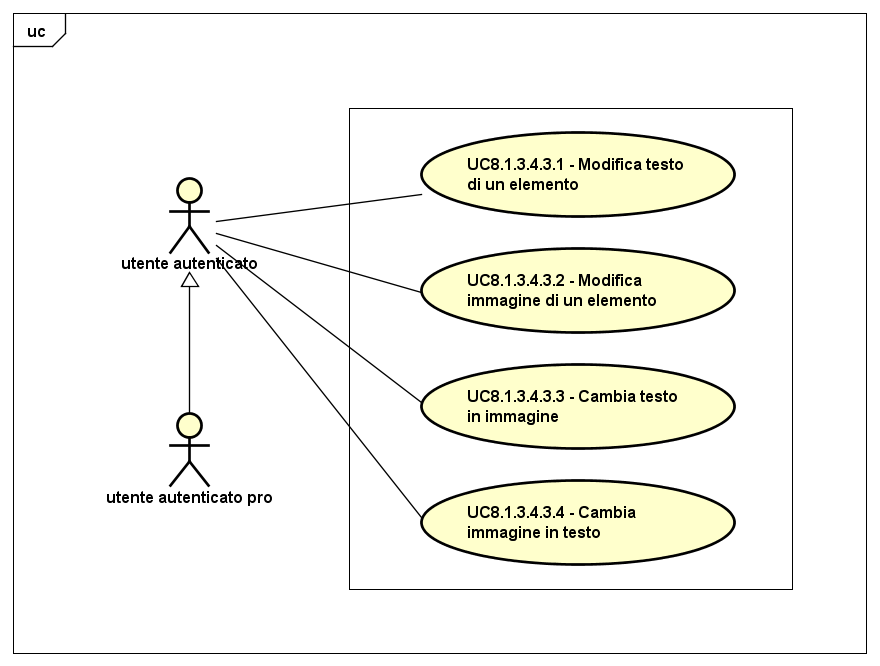 uc
UC8.1.3.4.3.1 - Modifica testo
di un elemento
utente autenticato
UC8.1.3.4.3.2 - Modifica
immagine di un elemento
UC8.1.3.4.3.3 - Cambia testo
in immagine
utente autenticato pro
UC8.1.3.4.3.4 - Cambia
immagine in testo